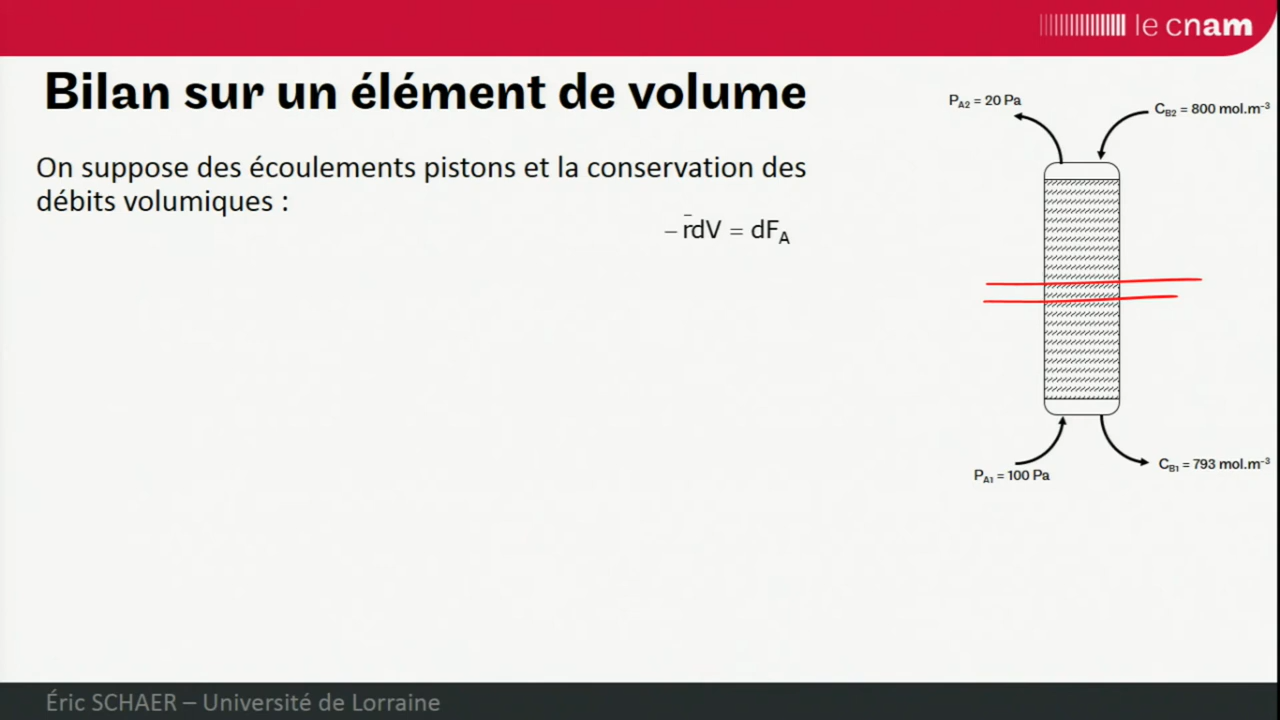 le cnam
Bilan sur un élément de volume
On suppose des écoulements pistons et la conservation des
débits volumiques :
– r̄dV = dF_A
P_A2 = 20 Pa
C_B2 = 800 mol.m⁻³
P_A1 = 100 Pa
C_B1 = 793 mol.m⁻³
Éric SCHAER – Université de Lorraine